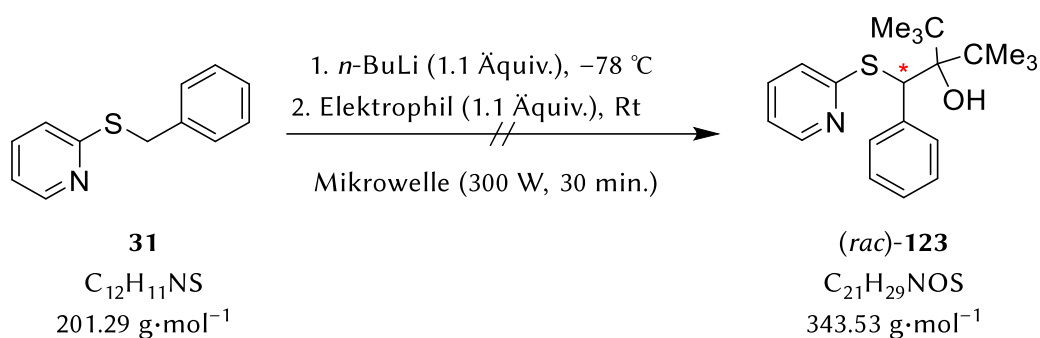 Me₃C
CMe₃
S
*
OH
N
S
N
1. n-BuLi (1.1 Äquiv.), −78 ℃
2. Elektrophil (1.1 Äquiv.), Rt
Mikrowelle (300 W, 30 min.)
31
C₁₂H₁₁NS
201.29 g·mol⁻¹
(rac)-123
C₂₁H₂₉NOS
343.53 g·mol⁻¹